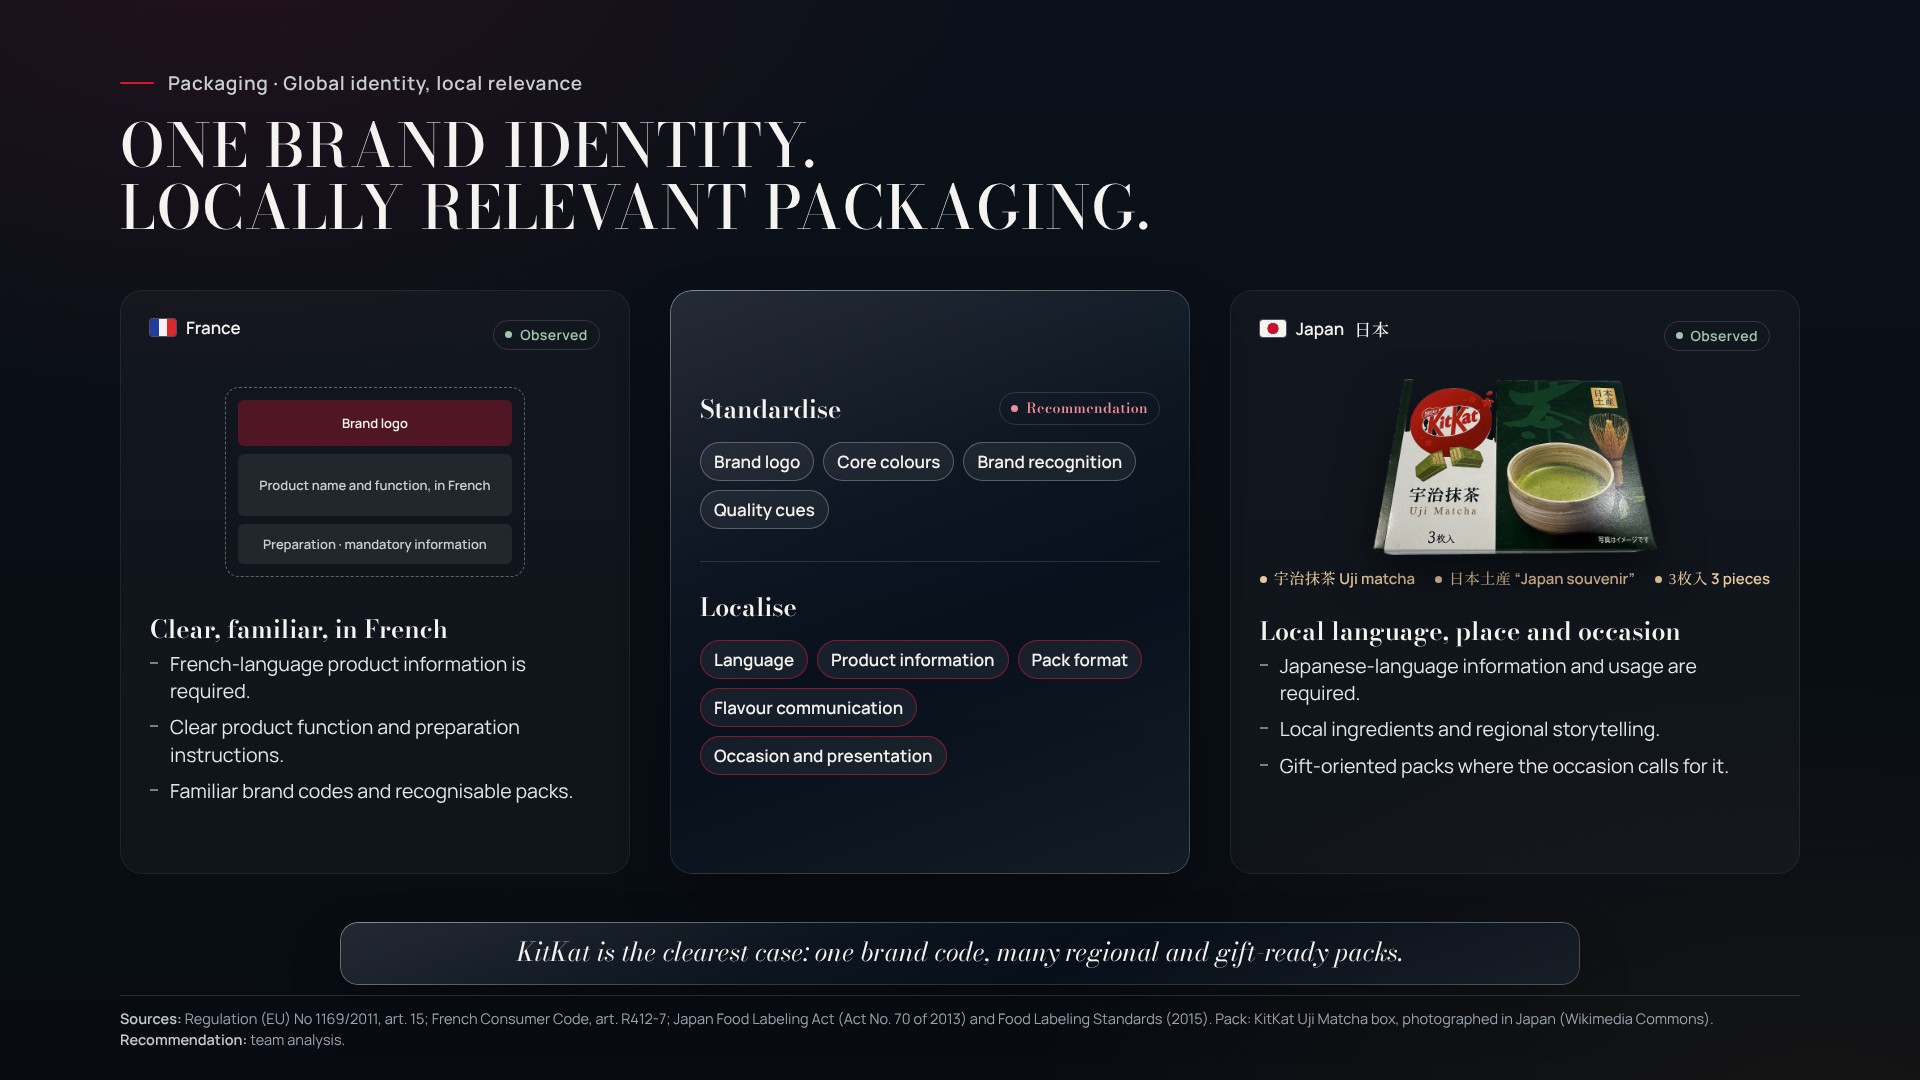 Packaging · Global identity, local relevance
ONE BRAND IDENTITY.
LOCALLY RELEVANT PACKAGING.
France
Observed
Brand logo
Product name and function, in French
Preparation · mandatory information
Clear, familiar, in French
– French-language product information is
required.
– Clear product function and preparation
instructions.
– Familiar brand codes and recognisable packs.
Standardise
Recommendation
Brand logo
Core colours
Brand recognition
Quality cues
Localise
Language
Product information
Pack format
Flavour communication
Occasion and presentation
Japan 日本
Observed
KitKat
日本
土産
宇治抹茶
Uji Matcha
3枚入
写真はイメージです
宇治抹茶 Uji matcha
日本土産 “Japan souvenir”
3枚入 3 pieces
Local language, place and occasion
– Japanese-language information and usage are
required.
– Local ingredients and regional storytelling.
– Gift-oriented packs where the occasion calls for it.
KitKat is the clearest case: one brand code, many regional and gift-ready packs.
Sources: Regulation (EU) No 1169/2011, art. 15; French Consumer Code, art. R412-7; Japan Food Labeling Act (Act No. 70 of 2013) and Food Labeling Standards (2015). Pack: KitKat Uji Matcha box, photographed in Japan (Wikimedia Commons).
Recommendation: team analysis.